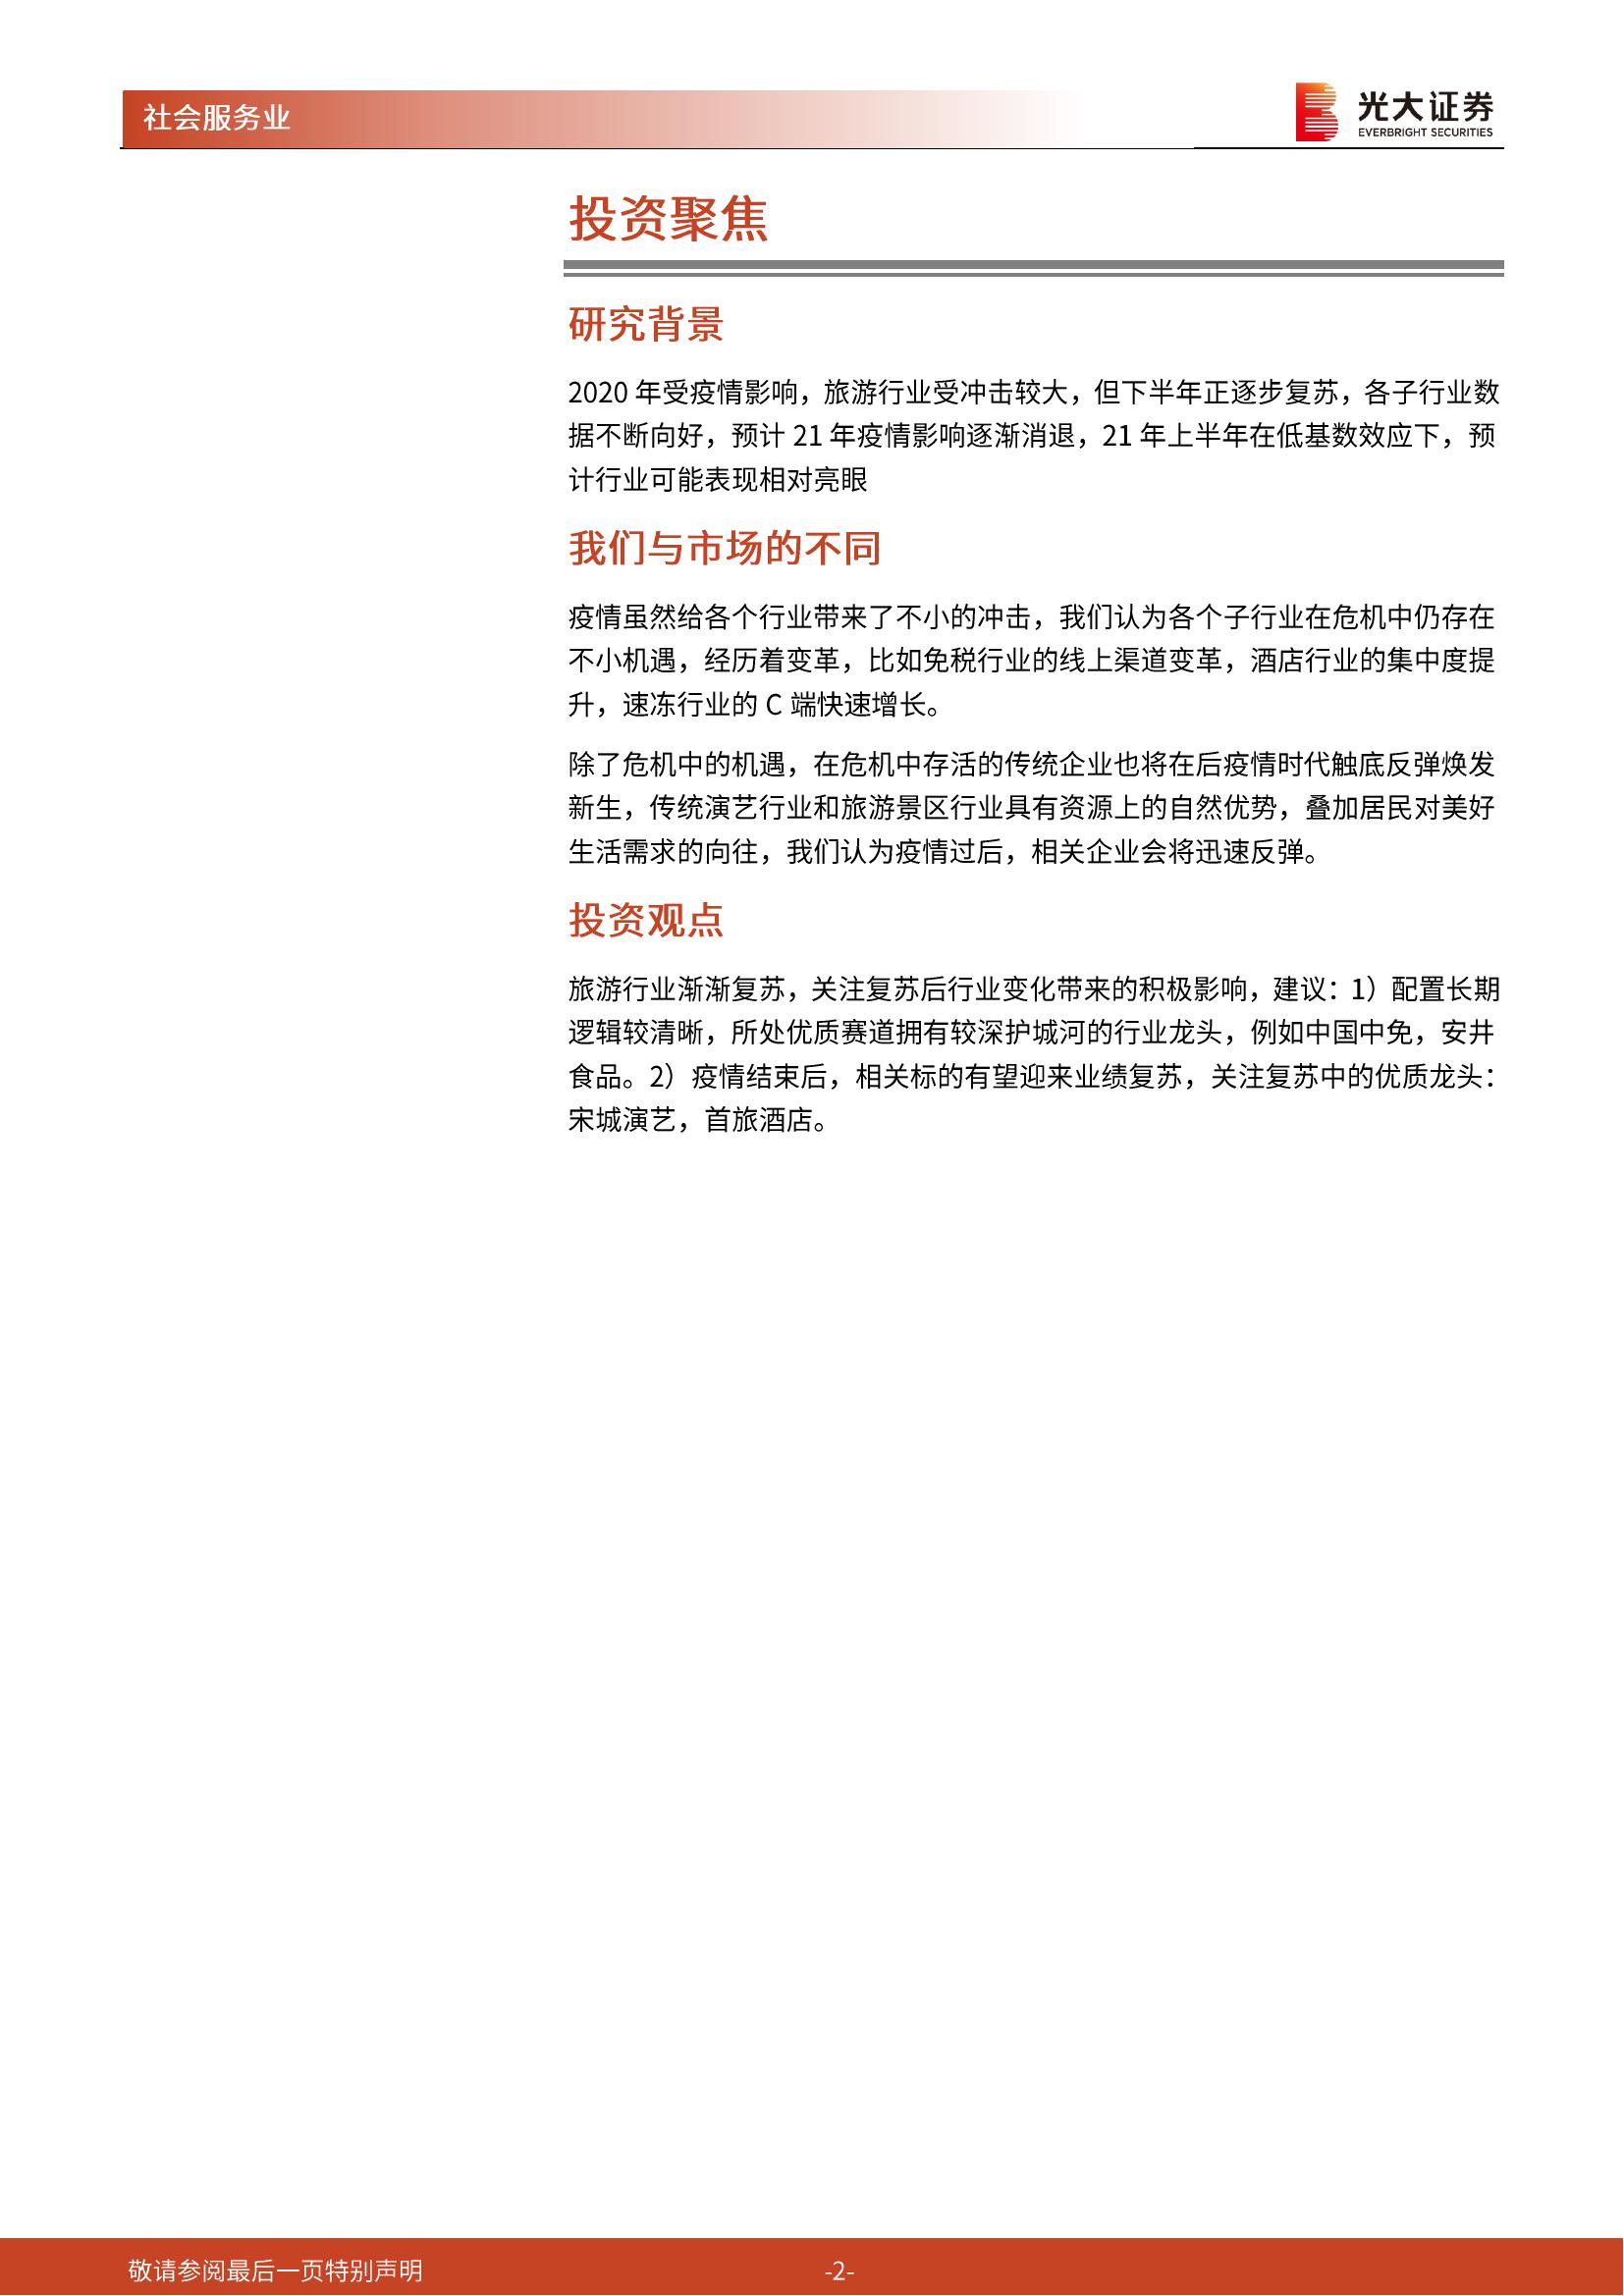 社会服务业
光大证券
EVERBRIGHT SECURITIES
投资聚焦
研究背景
2020 年受疫情影响，旅游行业受冲击较大，但下半年正逐步复苏，各子行业数
据不断向好，预计 21 年疫情影响逐渐消退，21 年上半年在低基数效应下，预
计行业可能表现相对亮眼
我们与市场的不同
疫情虽然给各个行业带来了不小的冲击，我们认为各个子行业在危机中仍存在
不小机遇，经历着变革，比如免税行业的线上渠道变革，酒店行业的集中度提
升，速冻行业的 C 端快速增长。
除了危机中的机遇，在危机中存活的传统企业也将在后疫情时代触底反弹焕发
新生，传统演艺行业和旅游景区行业具有资源上的自然优势，叠加居民对美好
生活需求的向往，我们认为疫情过后，相关企业会将迅速反弹。
投资观点
旅游行业渐渐复苏，关注复苏后行业变化带来的积极影响，建议：1）配置长期
逻辑较清晰，所处优质赛道拥有较深护城河的行业龙头，例如中国中免，安井
食品。2）疫情结束后，相关标的有望迎来业绩复苏，关注复苏中的优质龙头：
宋城演艺，首旅酒店。
敬请参阅最后一页特别声明
-2-